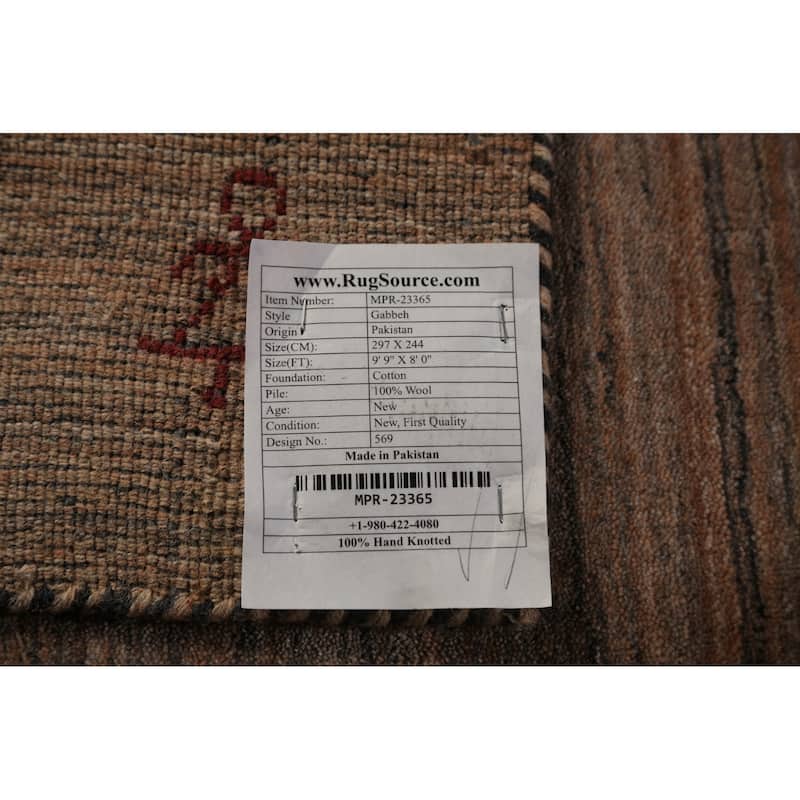 www.RugSource.com
Item Number: MPR-23365
Style Gabbeh
Origin Pakistan
Size(CM): 297 X 244
Size(FT): 9' 9" X 8' 0"
Foundation: Cotton
Pile: 100% Wool
Age: New
Condition: New, First Quality
Design No.: 569
Made in Pakistan
MPR-23365
+1-980-422-4080
100% Hand Knotted